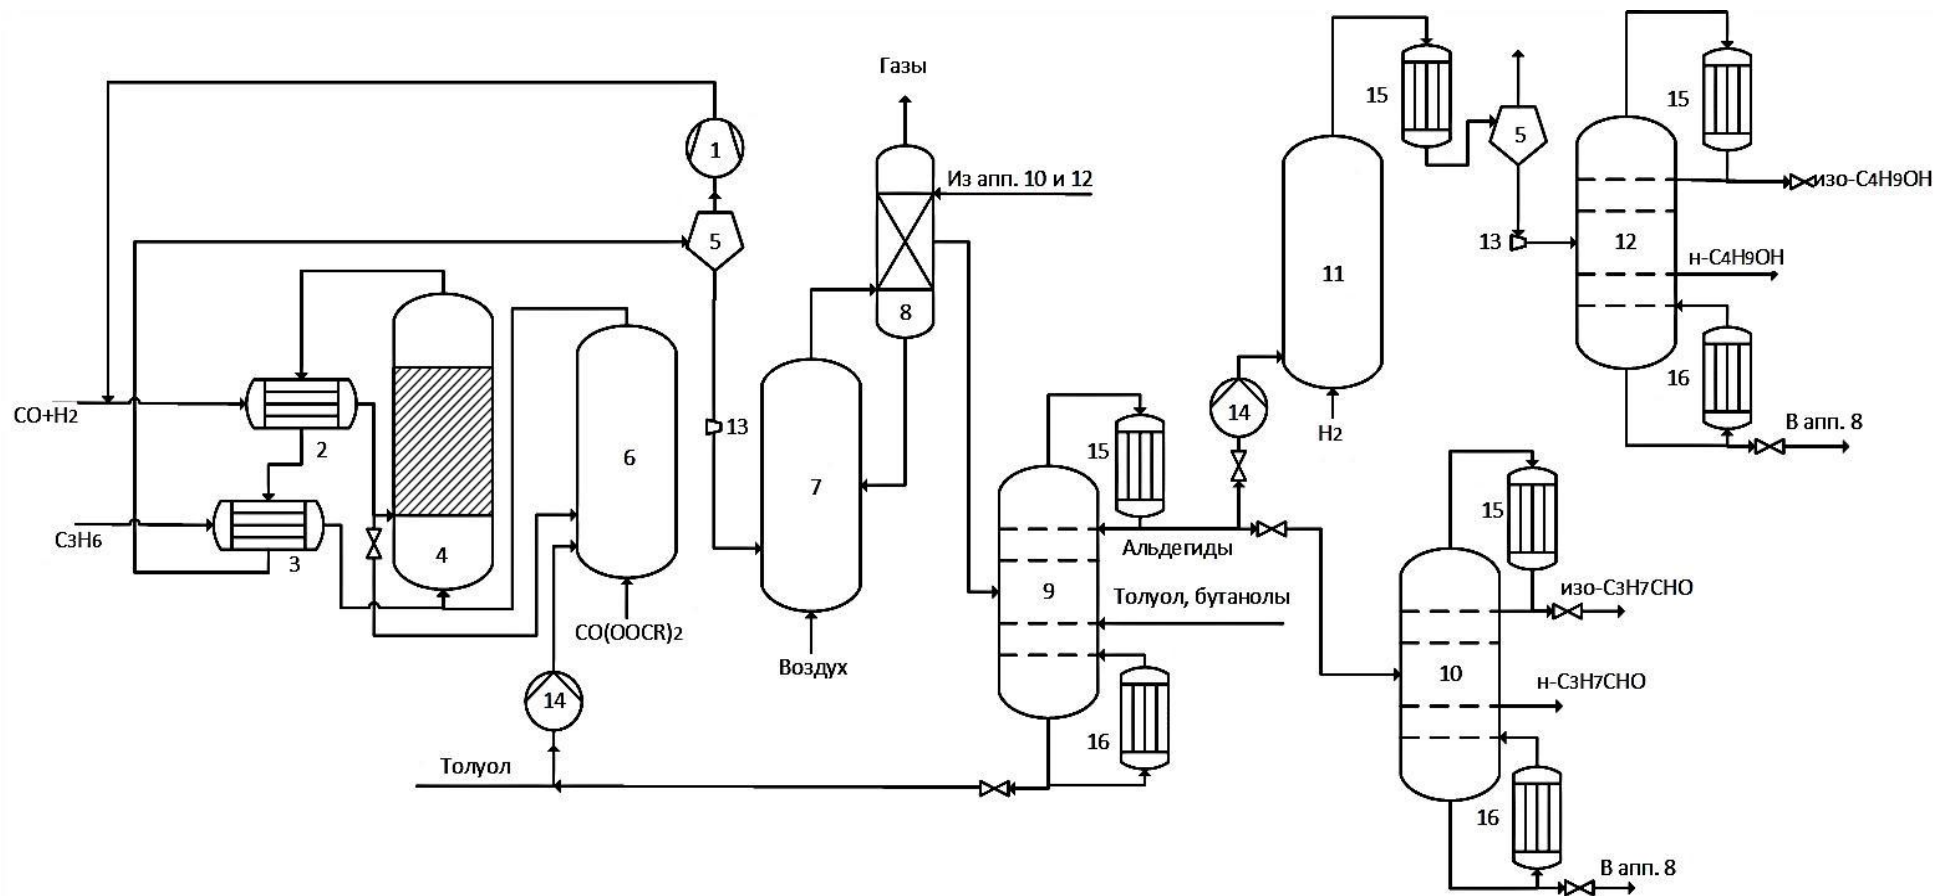 Газы
15
15
5
1
Из апп. 10 и 12
изо-C4H9OH
5
13
12
н-C4H9OH
11
8
16
CO+H2
14
В апп. 8
H2
2
13
15
6
7
15
C3H6
3
4
Альдегиды
изо-C3H7CHO
9
Толуол, бутанолы
CO(OOCR)2
Воздух
10
н-C3H7CHO
14
16
Толуол
16
В апп. 8